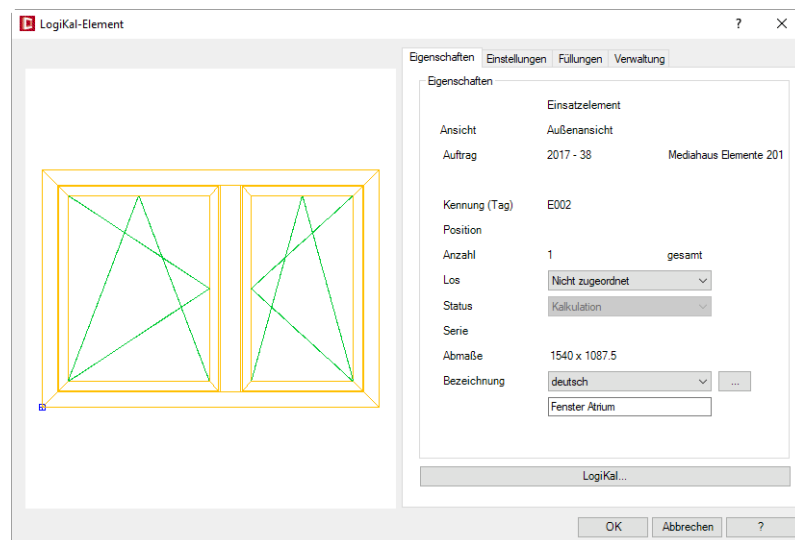 LogiKal-Element
?
Eigenschaften Einstellungen Füllungen Verwaltung
Eigenschaften
Einsatzelement
Ansicht Außenansicht
Auftrag 2017 - 38 Mediahaus Elemente 201
Kennung (Tag) E002
Position
Anzahl 1 gesamt
Los Nicht zugeordnet
Status Kalkulation
Serie
Abmaße 1540 x 1087.5
Bezeichnung deutsch ...
Fenster Atrium
LogiKal...
OK Abbrechen ?